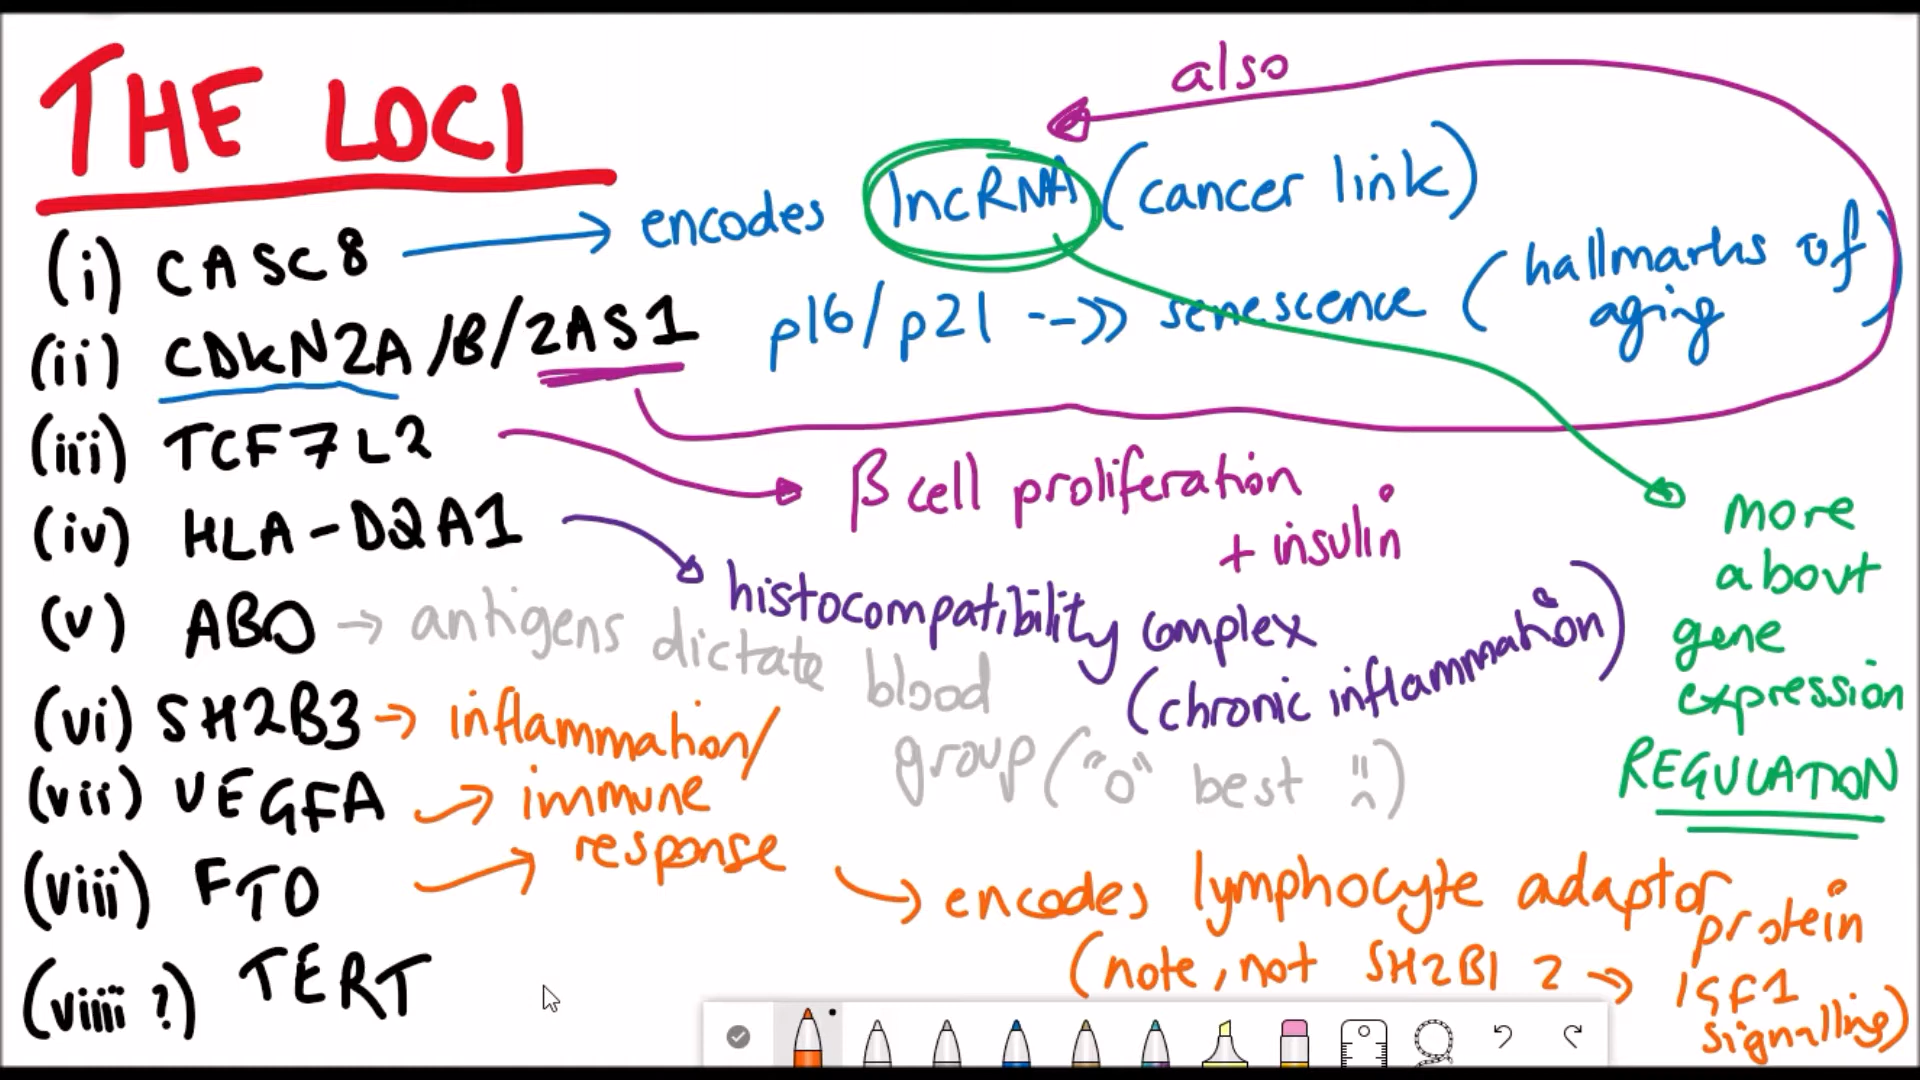 THE LOCI
also
(i) CASC8 → encodes lncRNA (cancer link)
(ii) CDKN2A/B/2AS1 p16/p21 -->> senescence (hallmarks of
aging)
(iii) TCF7L2 → β cell proliferation
+ insulin
(iv) HLA-DQA1 → histocompatibility complex
(chronic inflammation)
(v) ABO → antigens dictate blood
group ("O" best
(vi) SH2B3 → inflammation/
immune
response
(vii) VEGFA →
(viii) FTO →
(viiii ?) TERT
more
about
gene
expression
REGULATION
→ encodes lymphocyte adaptor
protein
(note, not SH2B1 2 → IGF1
signalling)